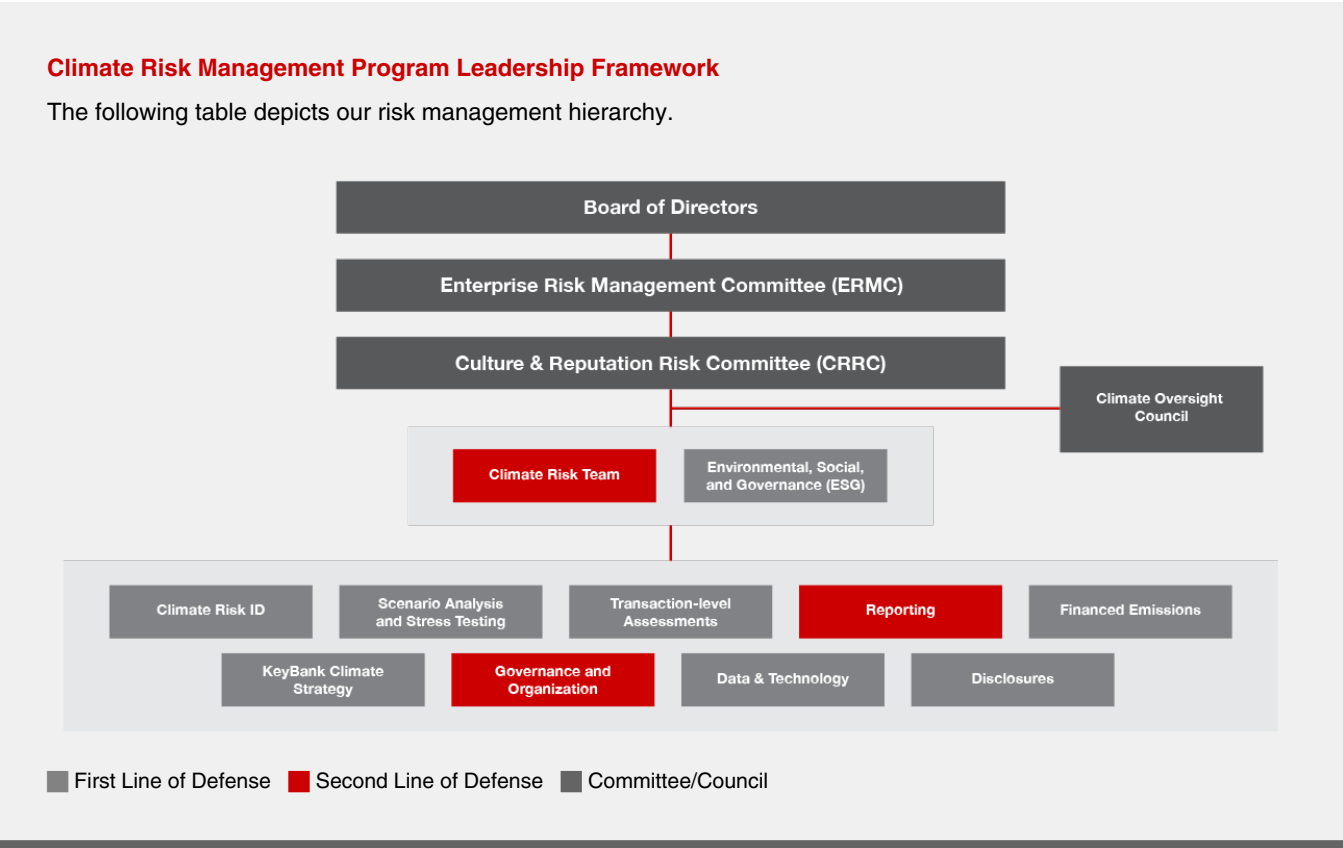 Climate Risk Management Program Leadership Framework
The following table depicts our risk management hierarchy.
Board of Directors
Enterprise Risk Management Committee (ERMC)
Culture & Reputation Risk Committee (CRRC)
Climate Oversight
Council
Climate Risk Team
Environmental, Social,
and Governance (ESG)
Climate Risk ID
Scenario Analysis
and Stress Testing
Transaction-level
Assessments
Reporting
Financed Emissions
KeyBank Climate
Strategy
Governance and
Organization
Data & Technology
Disclosures
First Line of Defense
Second Line of Defense
Committee/Council